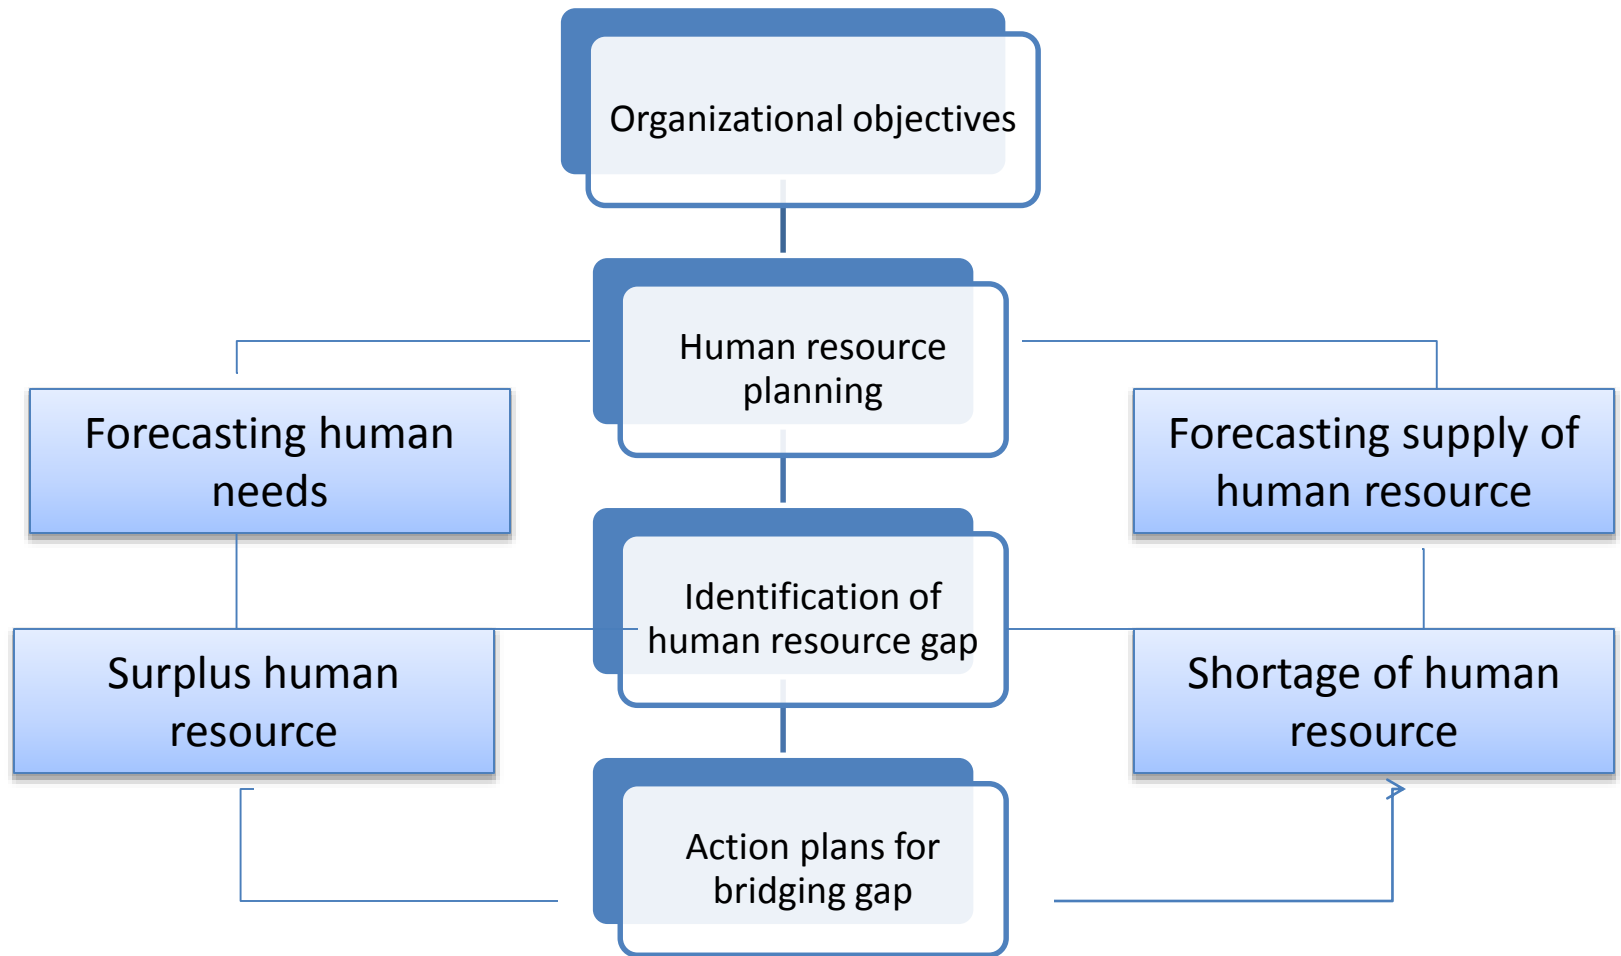 Organizational objectives
Human resource
planning
Forecasting human
needs
Forecasting supply of
human resource
Identification of
human resource gap
Surplus human
resource
Shortage of human
resource
Action plans for
bridging gap